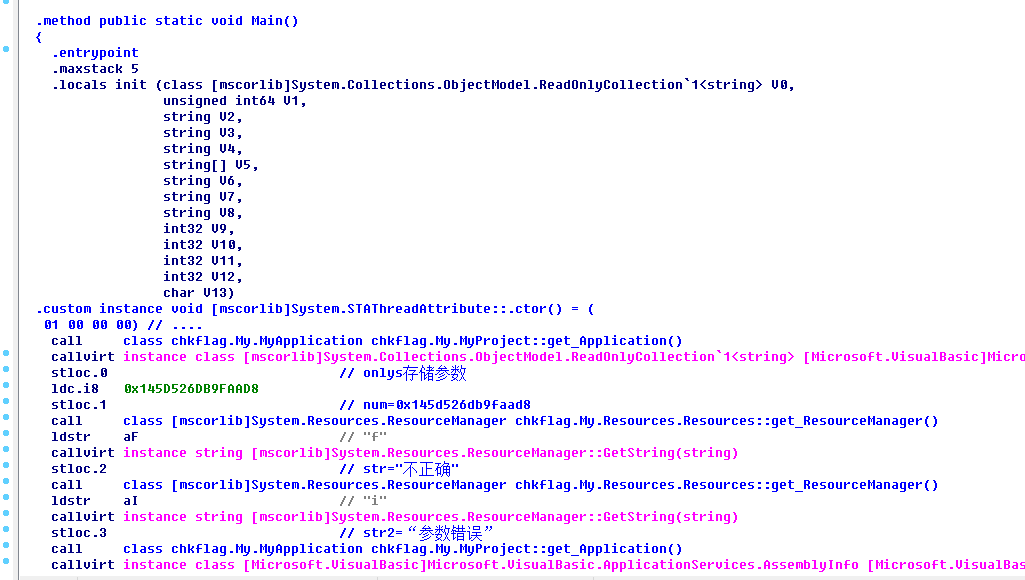 .method public static void Main()
{
.entrypoint
.maxstack 5
.locals init (class [mscorlib]System.Collections.ObjectModel.ReadOnlyCollection`1<string> V0,
unsigned int64 V1,
string V2,
string V3,
string V4,
string[] V5,
string V6,
string V7,
string V8,
int32 V9,
int32 V10,
int32 V11,
int32 V12,
char V13)
.custom instance void [mscorlib]System.STAThreadAttribute::.ctor() = (
01 00 00 00) // ....
call class chkflag.My.MyApplication chkflag.My.MyProject::get_Application()
callvirt instance class [mscorlib]System.Collections.ObjectModel.ReadOnlyCollection`1<string> [Microsoft.VisualBasic]Micro
stloc.0 // onlys存储参数
ldc.i8 0x145D526DB9FAAD8
stloc.1 // num=0x145d526db9faad8
call class [mscorlib]System.Resources.ResourceManager chkflag.My.Resources.Resources::get_ResourceManager()
ldstr aF // "f"
callvirt instance string [mscorlib]System.Resources.ResourceManager::GetString(string)
stloc.2 // str="不正确"
call class [mscorlib]System.Resources.ResourceManager chkflag.My.Resources.Resources::get_ResourceManager()
ldstr aI // "i"
callvirt instance string [mscorlib]System.Resources.ResourceManager::GetString(string)
stloc.3 // str2=“参数错误”
call class chkflag.My.MyApplication chkflag.My.MyProject::get_Application()
callvirt instance class [Microsoft.VisualBasic]Microsoft.VisualBasic.ApplicationServices.AssemblyInfo [Microsoft.VisualBas